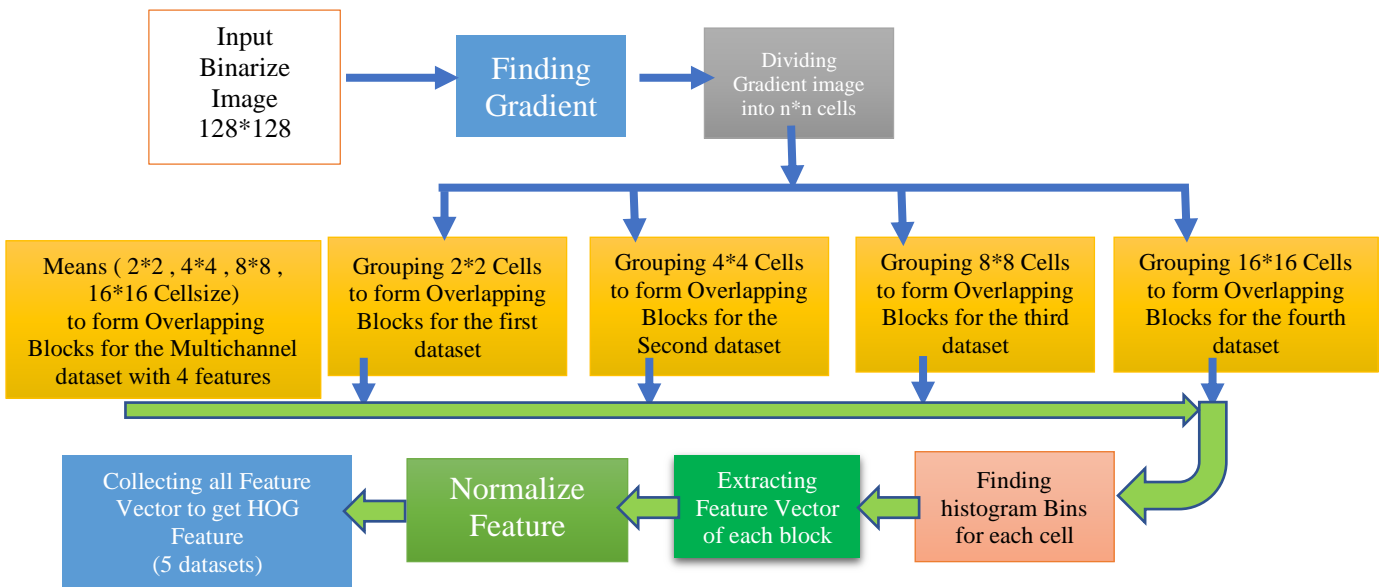 Input
Binarize
Image
128*128
Finding
Gradient
Dividing
Gradient image
into n*n cells
Means ( 2*2 , 4*4 , 8*8 ,
16*16 Cellsize)
to form Overlapping
Blocks for the Multichannel
dataset with 4 features
Grouping 2*2 Cells
to form Overlapping
Blocks for the first
dataset
Grouping 4*4 Cells
to form Overlapping
Blocks for the
Second dataset
Grouping 8*8 Cells
to form Overlapping
Blocks for the third
dataset
Grouping 16*16 Cells
to form Overlapping
Blocks for the fourth
dataset
Collecting all Feature
Vector to get HOG
Feature
(5 datasets)
Normalize
Feature
Extracting
Feature Vector
of each block
Finding
histogram Bins
for each cell